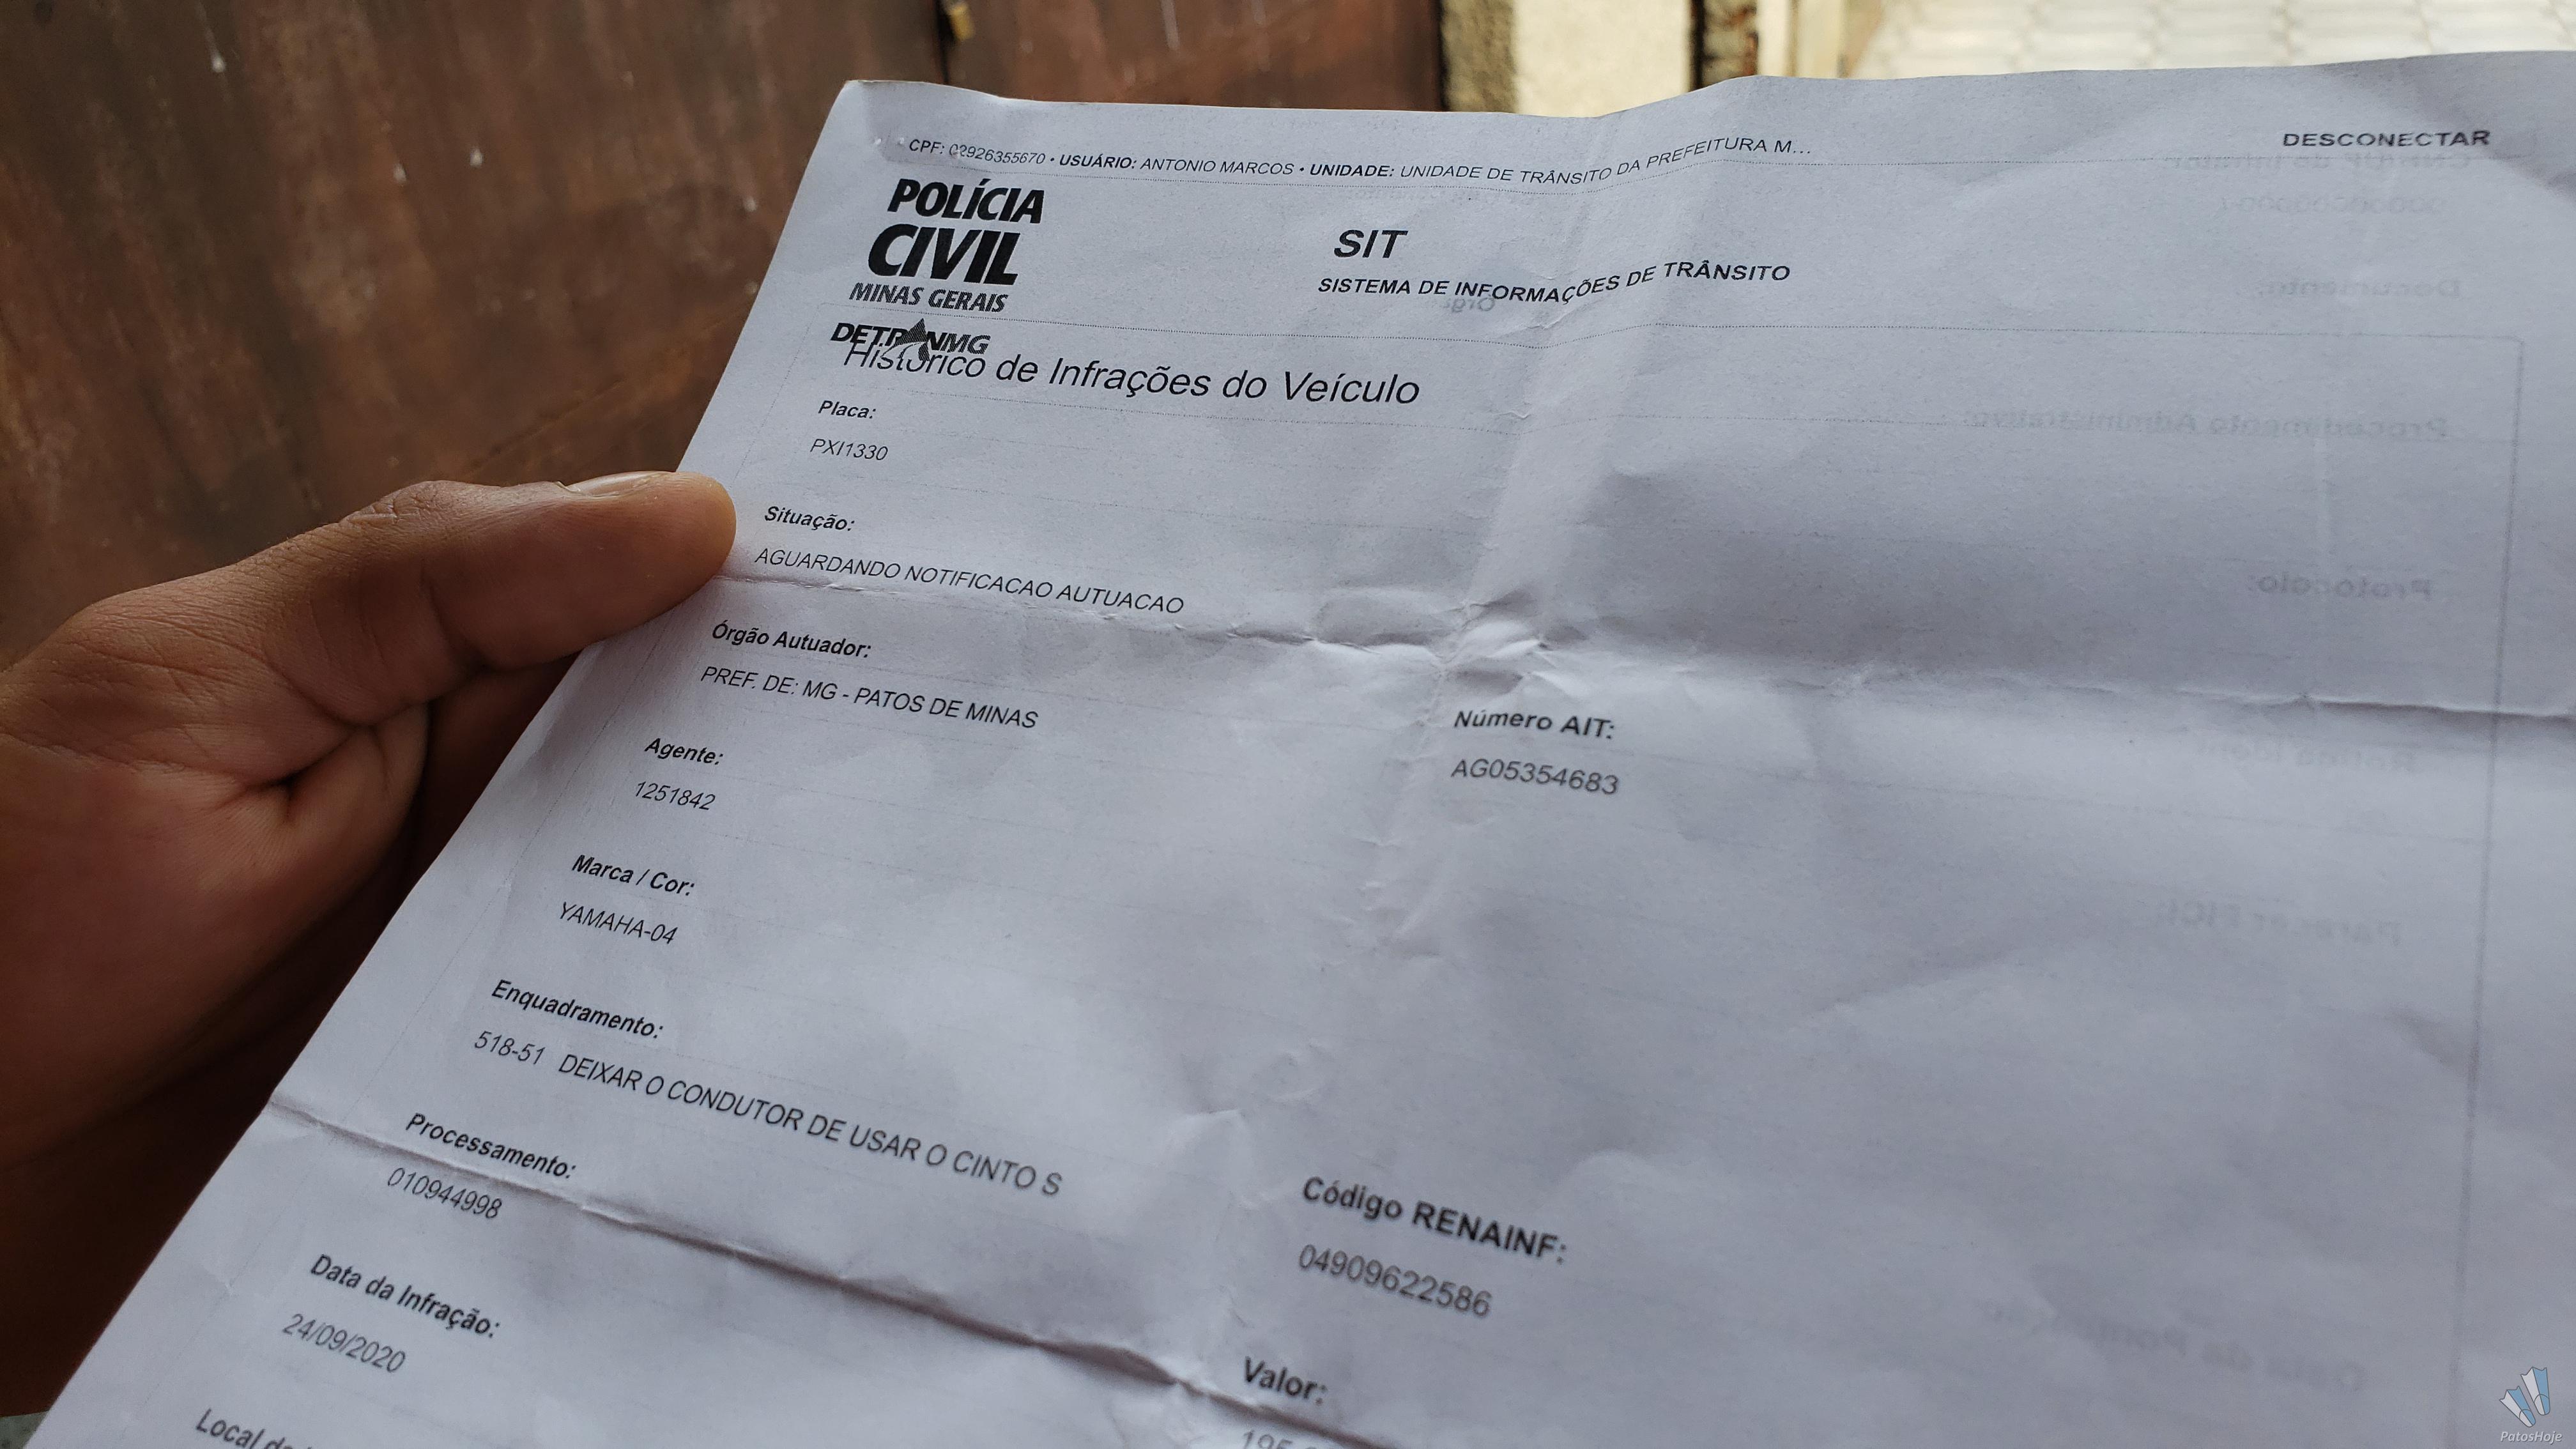 CPF: 02926355670 • USUÁRIO: ANTONIO MARCOS • UNIDADE: UNIDADE DE TRÂNSITO DA PREFEITURA M...
DESCONECTAR
POLÍCIA
CIVIL
MINAS GERAIS
SIT
SISTEMA DE INFORMAÇÕES DE TRÂNSITO
DETRANMG
Histórico de Infrações do Veículo
Placa:
PXI1330
Situação:
AGUARDANDO NOTIFICACAO AUTUACAO
Órgão Autuador:
PREF. DE: MG - PATOS DE MINAS
Número AIT:
AG05354683
Agente:
1251842
Marca / Cor:
YAMAHA-04
Enquadramento:
518-51 DEIXAR O CONDUTOR DE USAR O CINTO S
Processamento:
010944998
Código RENAINF:
04909622586
Data da Infração:
24/09/2020
Valor:
Local
PatosHoje